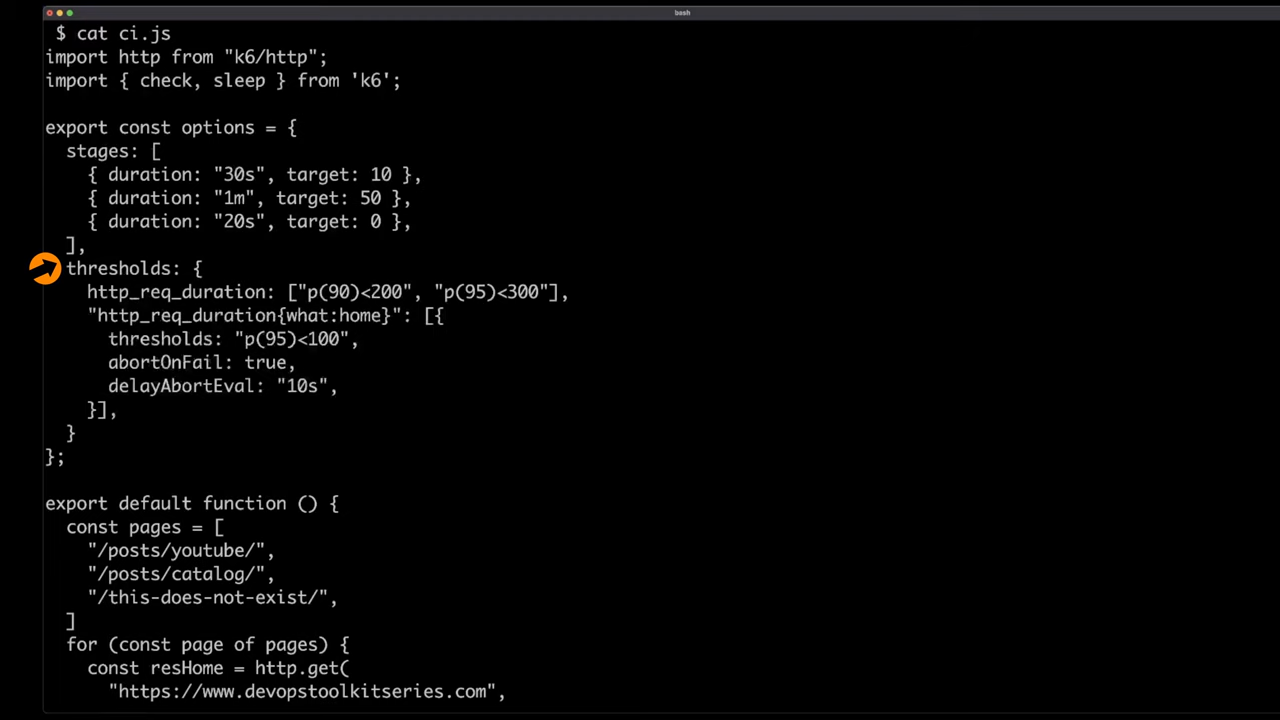 bash
$ cat ci.js
import http from "k6/http";
import { check, sleep } from 'k6';
export const options = {
stages: [
{ duration: "30s", target: 10 },
{ duration: "1m", target: 50 },
{ duration: "20s", target: 0 },
],
thresholds: {
http_req_duration: ["p(90)<200", "p(95)<300"],
"http_req_duration{what:home}": [{
thresholds: "p(95)<100",
abortOnFail: true,
delayAbortEval: "10s",
}],
}
};
export default function () {
const pages = [
"/posts/youtube/",
"/posts/catalog/",
"/this-does-not-exist/",
]
for (const page of pages) {
const resHome = http.get(
"https://www.devopstoolkitseries.com",